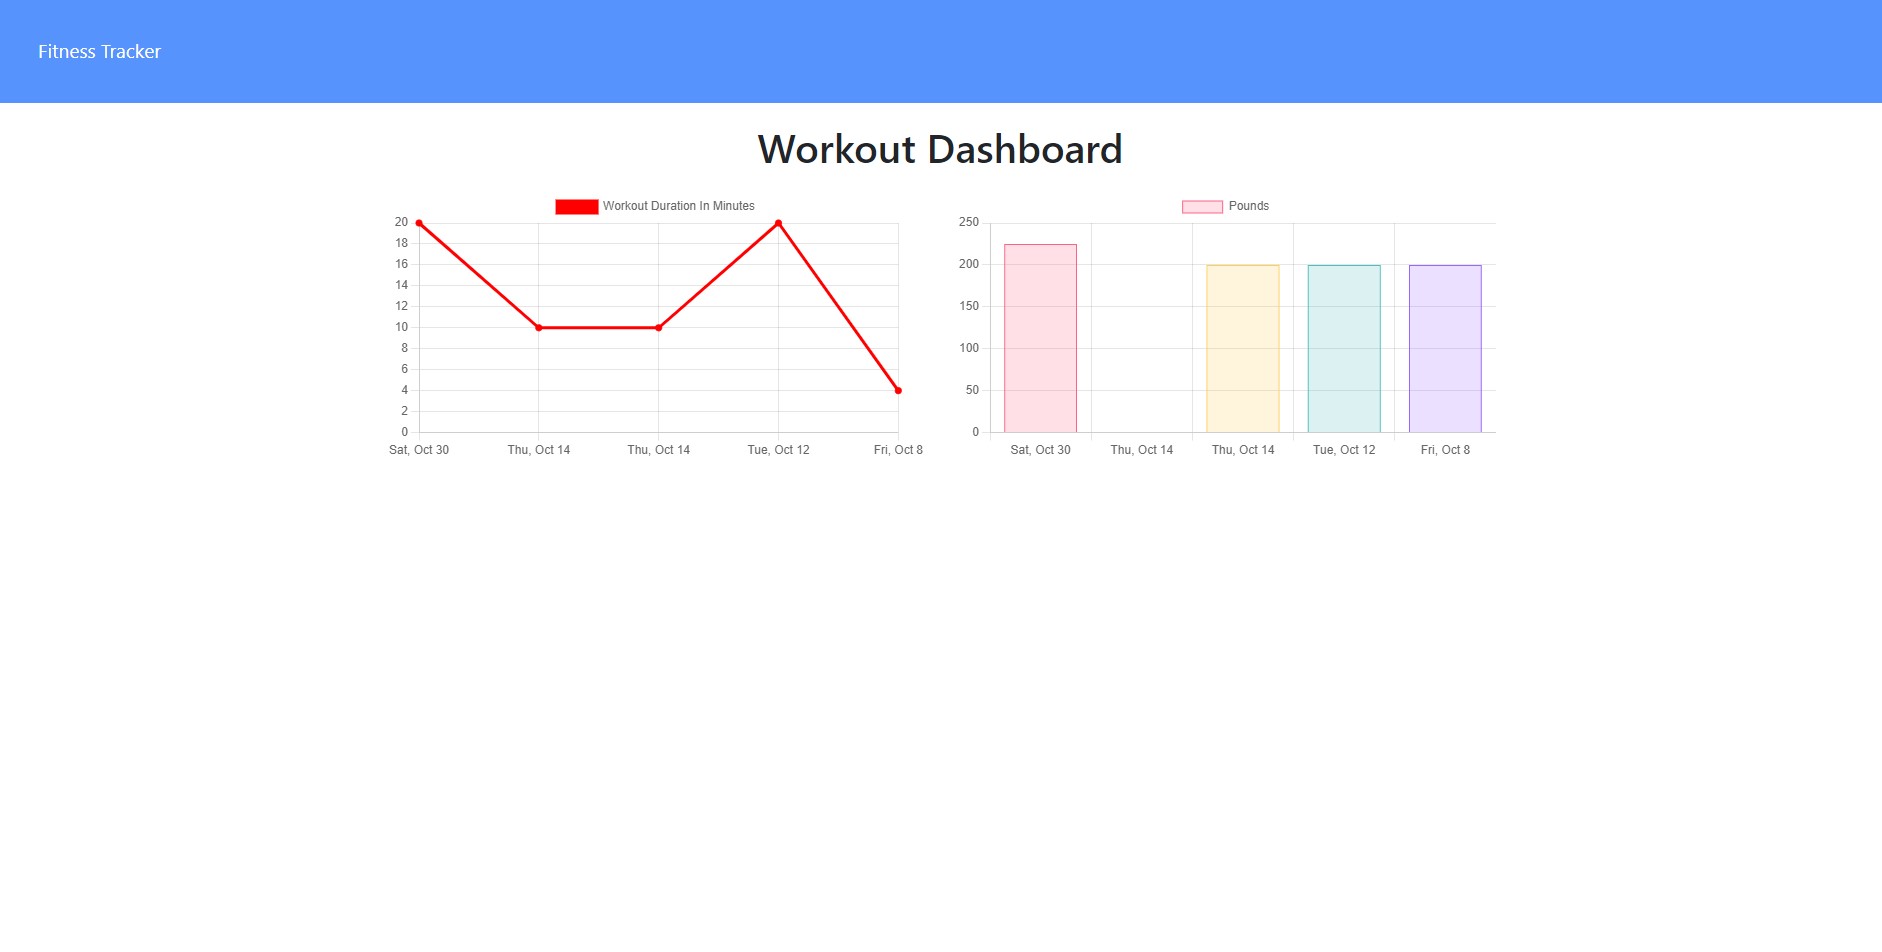 Fitness Tracker
Workout Dashboard
Workout Duration In Minutes
20
18
16
14
12
10
8
6
4
2
0
Sat, Oct 30 Thu, Oct 14 Thu, Oct 14 Tue, Oct 12 Fri, Oct 8
Pounds
250
200
150
100
50
0
Sat, Oct 30 Thu, Oct 14 Thu, Oct 14 Tue, Oct 12 Fri, Oct 8